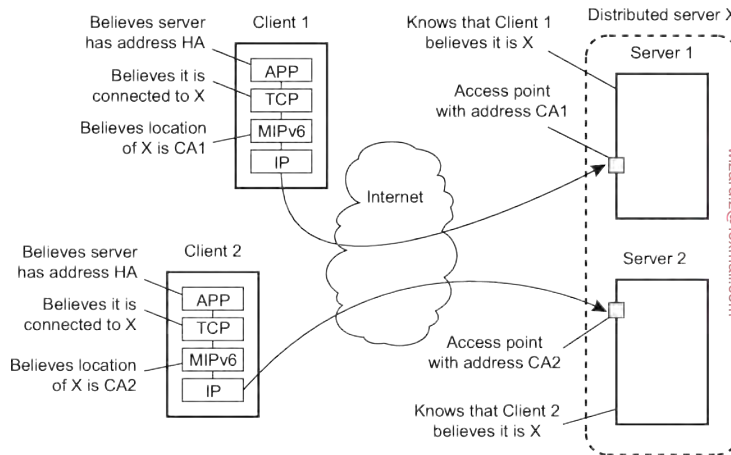 Believes server
has address HA
Believes it is
connected to X
Believes location
of X is CA1
Client 1
APP
TCP
MIPv6
IP
Internet
Knows that Client 1
believes it is X
Access point
with address CA1
Distributed server X
Server 1
Believes server
has address HA
Believes it is
connected to X
Believes location
of X is CA2
Client 2
APP
TCP
MIPv6
IP
Server 2
Access point
with address CA2
Knows that Client 2
believes it is X